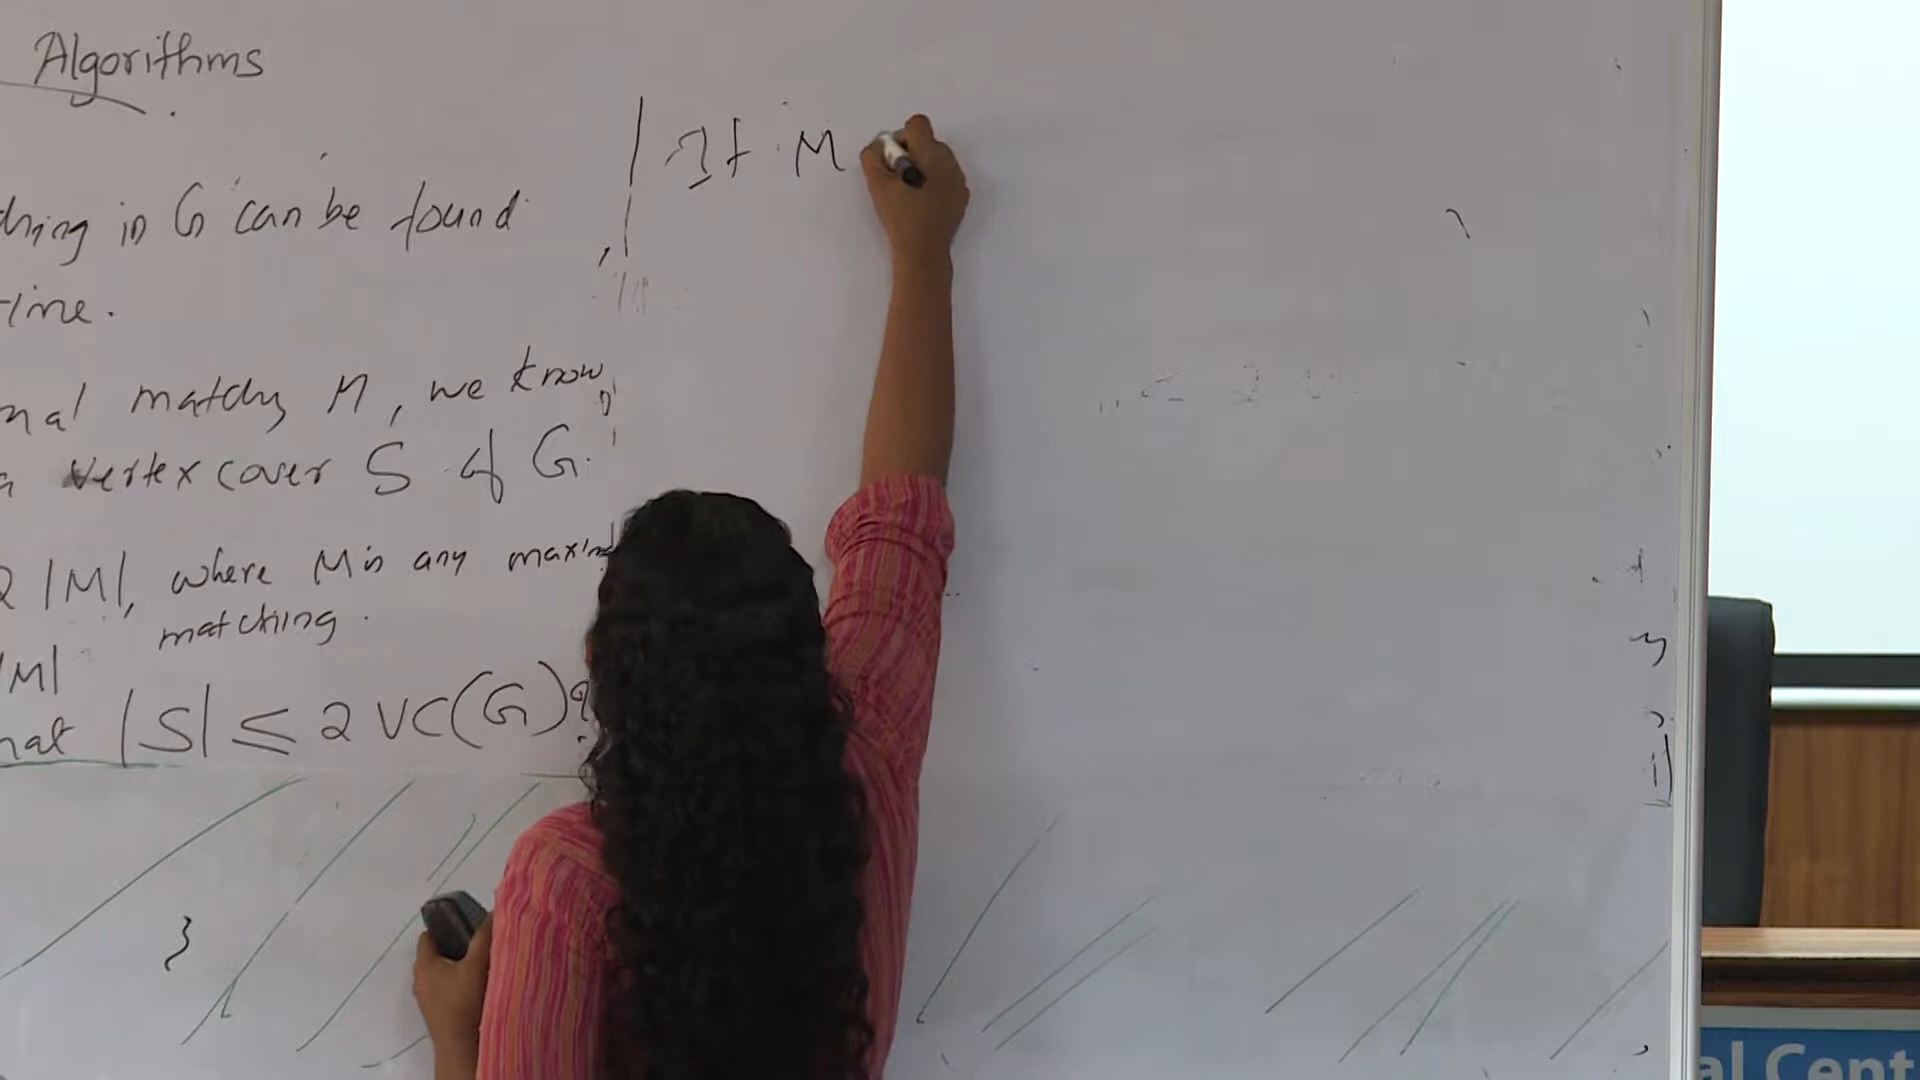 Algorithms
ching in G can be found
time.
mal matchy M, we know
a vertex cover S of G.
2 |M|, where M is any maximal
matching.
|M|
hat |S| ≤ 2 VC(G)?
}
If M
al Cent